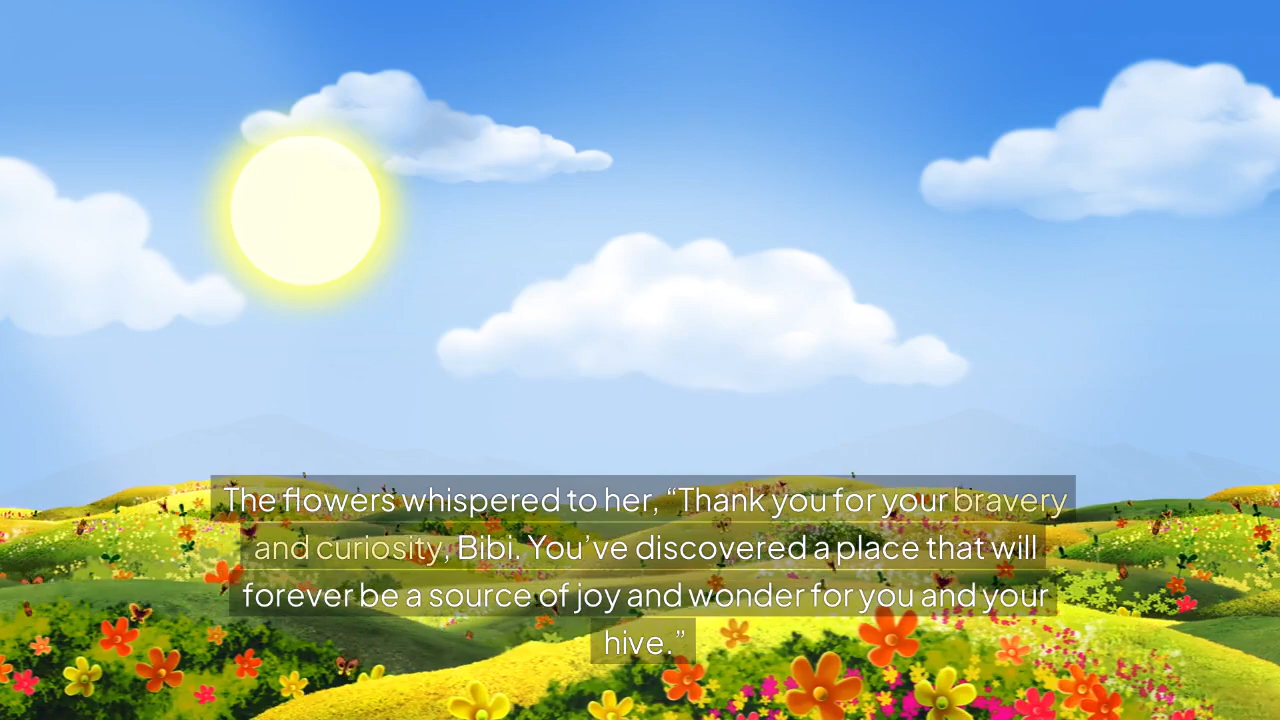 The flowers whispered to her, “Thank you for your bravery
and curiosity, Bibi. You’ve discovered a place that will
forever be a source of joy and wonder for you and your
hive.”